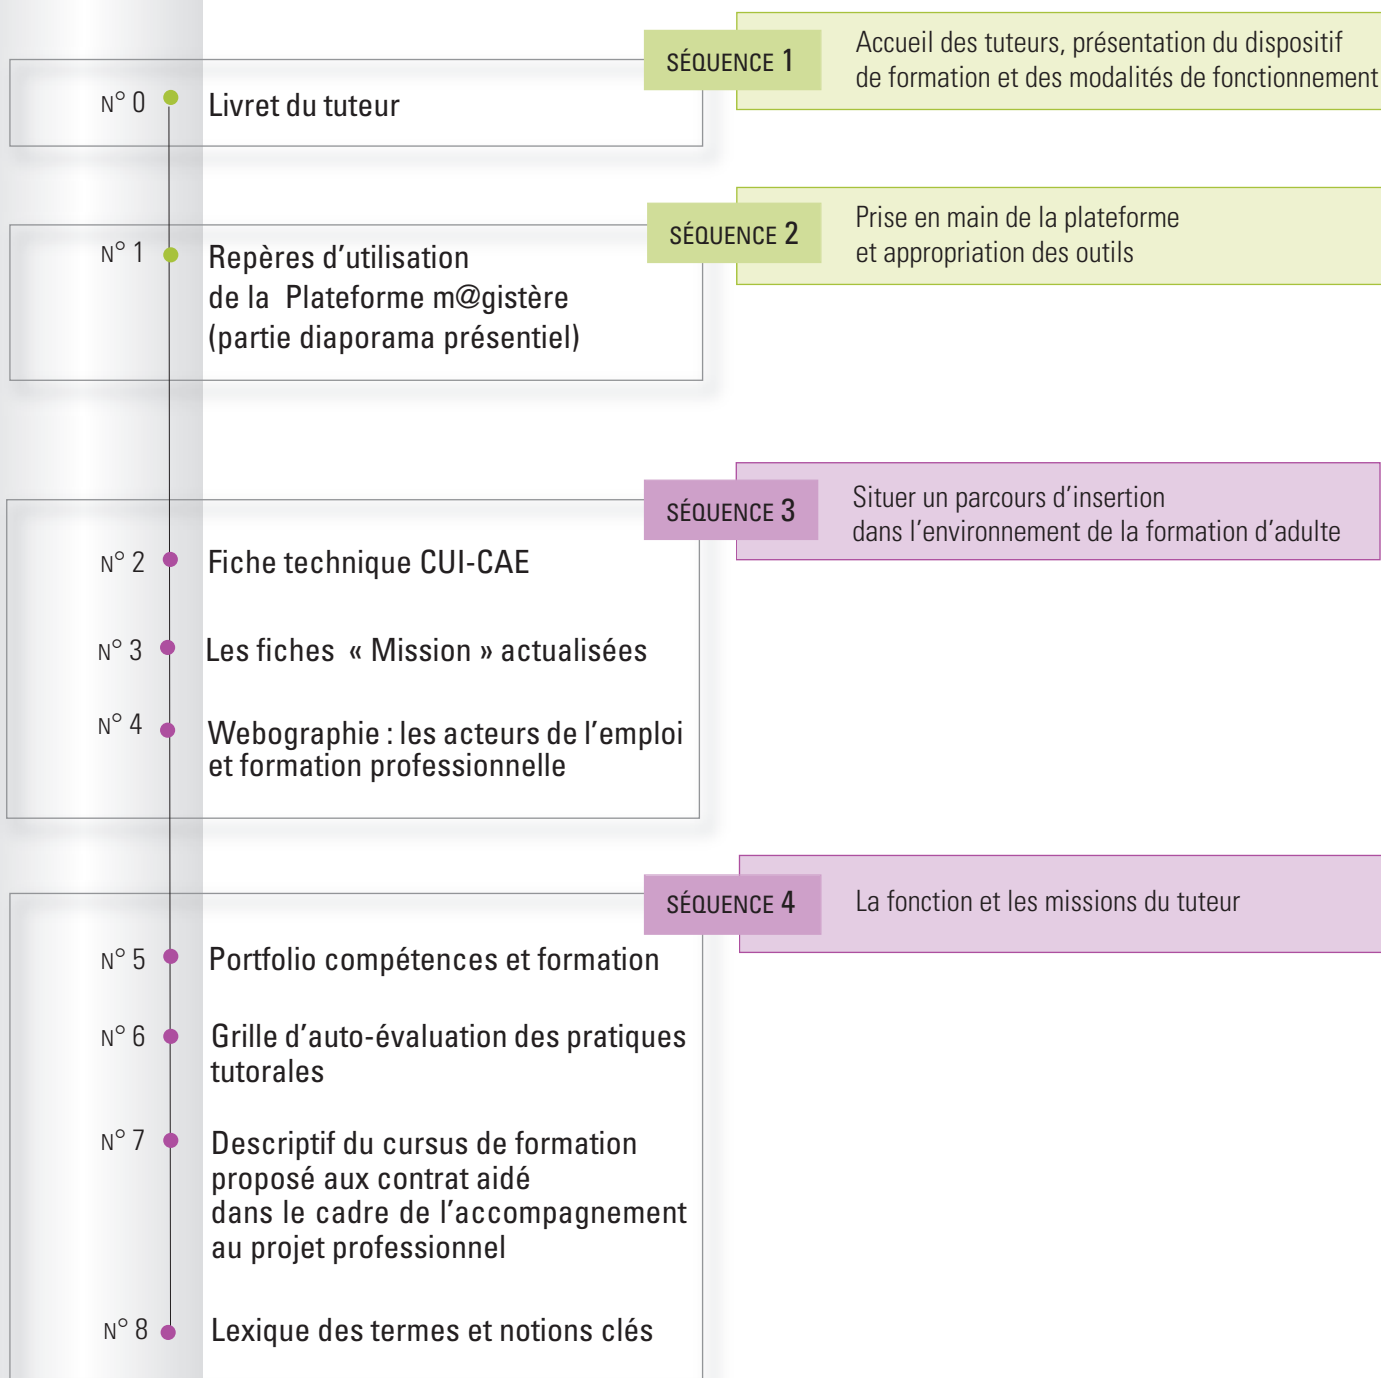 SÉQUENCE 1
Accueil des tuteurs, présentation du dispositif
de formation et des modalités de fonctionnement
N° 0
Livret du tuteur
SÉQUENCE 2
Prise en main de la plateforme
et appropriation des outils
N° 1
Repères d’utilisation
de la Plateforme m@gistère
(partie diaporama présentiel)
SÉQUENCE 3
Situer un parcours d’insertion
dans l’environnement de la formation d’adulte
N° 2
Fiche technique CUI-CAE
N° 3
Les fiches « Mission » actualisées
N° 4
Webographie : les acteurs de l’emploi
et formation professionnelle
SÉQUENCE 4
La fonction et les missions du tuteur
N° 5
Portfolio compétences et formation
N° 6
Grille d’auto-évaluation des pratiques
tutorales
N° 7
Descriptif du cursus de formation
proposé aux contrat aidé
dans le cadre de l’accompagnement
au projet professionnel
N° 8
Lexique des termes et notions clés